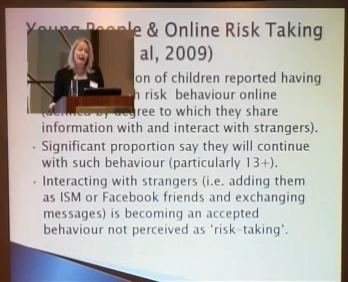 Young People & Online Risk Taking
al, 2009)
on of children reported having
risk behaviour online
degree to which they share
information with and interact with strangers).
· Significant proportion say they will continue
with such behaviour (particularly 13+).
· Interacting with strangers (i.e. adding them
as ISM or Facebook friends and exchanging
messages) is becoming an accepted
behaviour not perceived as 'risk-taking'.